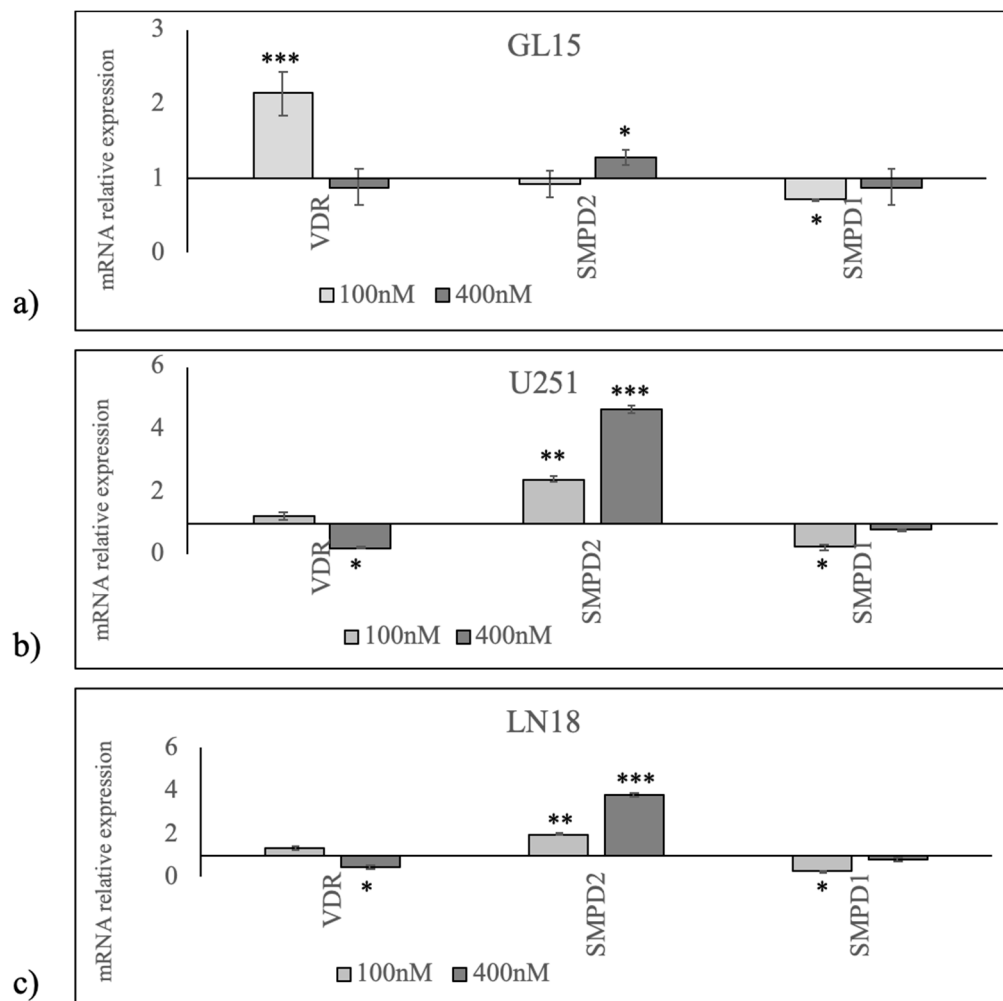 GL15
mRNA relative expression
3
2
1
0
***
*
*
VDR
SMPD2
SMPD1
100nM 400nM
a)
U251
mRNA relative expression
6
4
2
0
*
**
***
*
VDR
SMPD2
SMPD1
100nM 400nM
b)
LN18
mRNA relative expression
6
4
2
0
*
**
***
*
VDR
SMPD2
SMPD1
100nM 400nM
c)